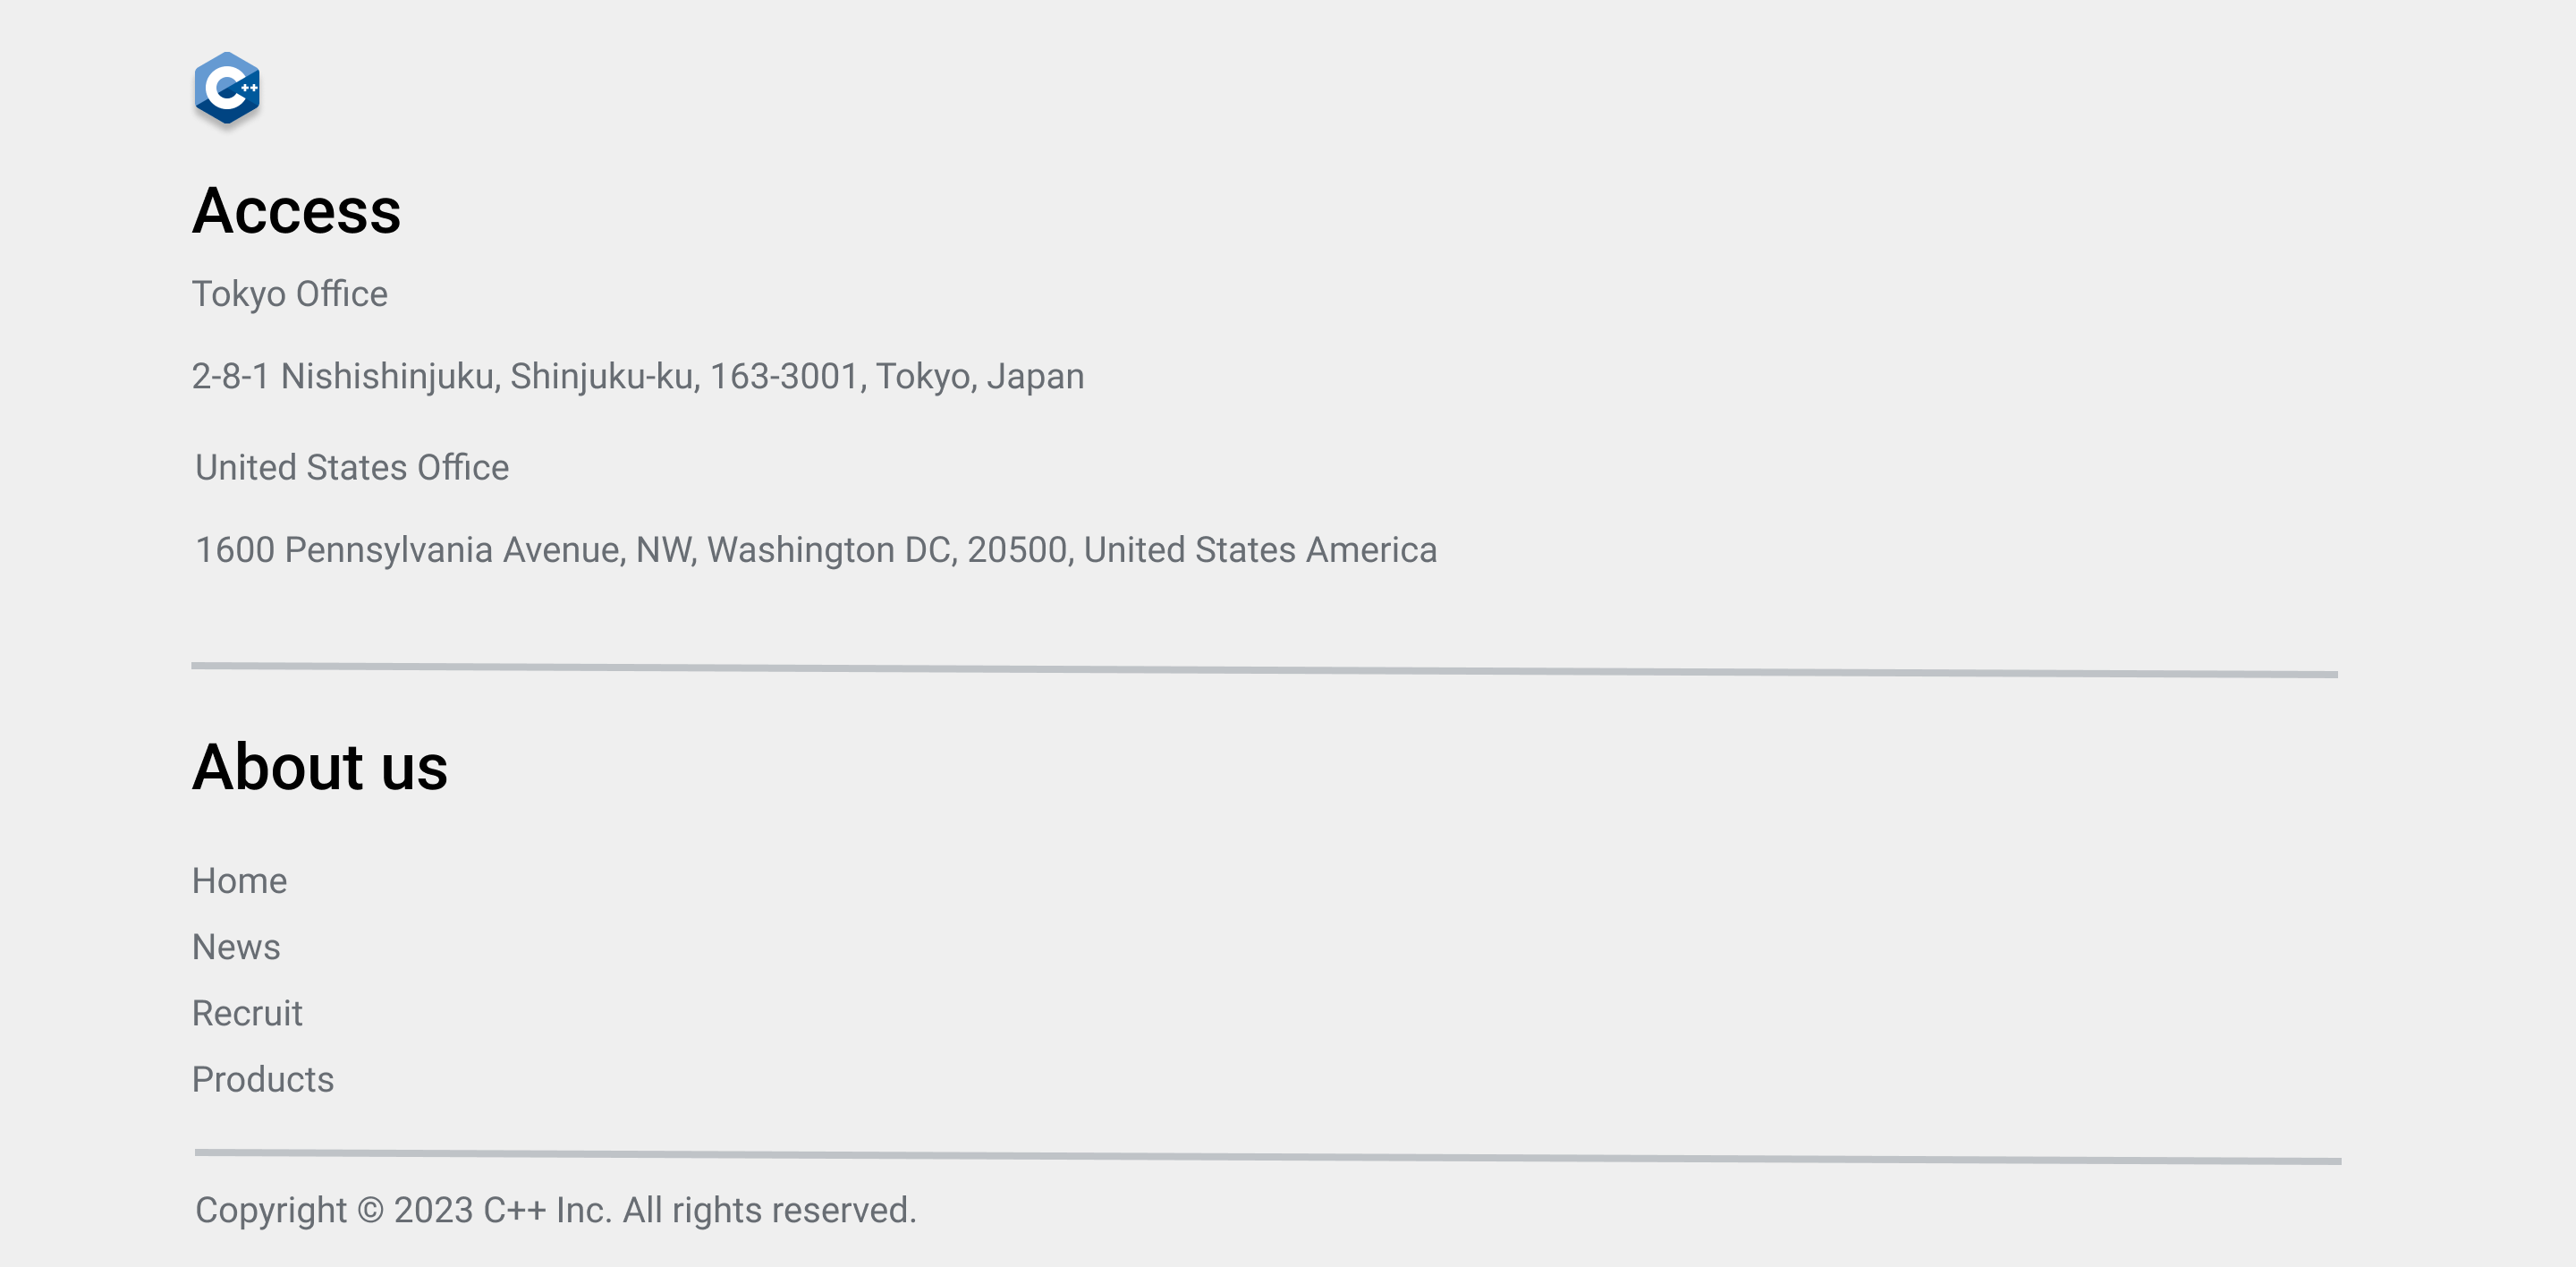 C++
Access
Tokyo Office
2-8-1 Nishishinjuku, Shinjuku-ku, 163-3001, Tokyo, Japan
United States Office
1600 Pennsylvania Avenue, NW, Washington DC, 20500, United States America
About us
Home
News
Recruit
Products
Copyright © 2023 C++ Inc. All rights reserved.